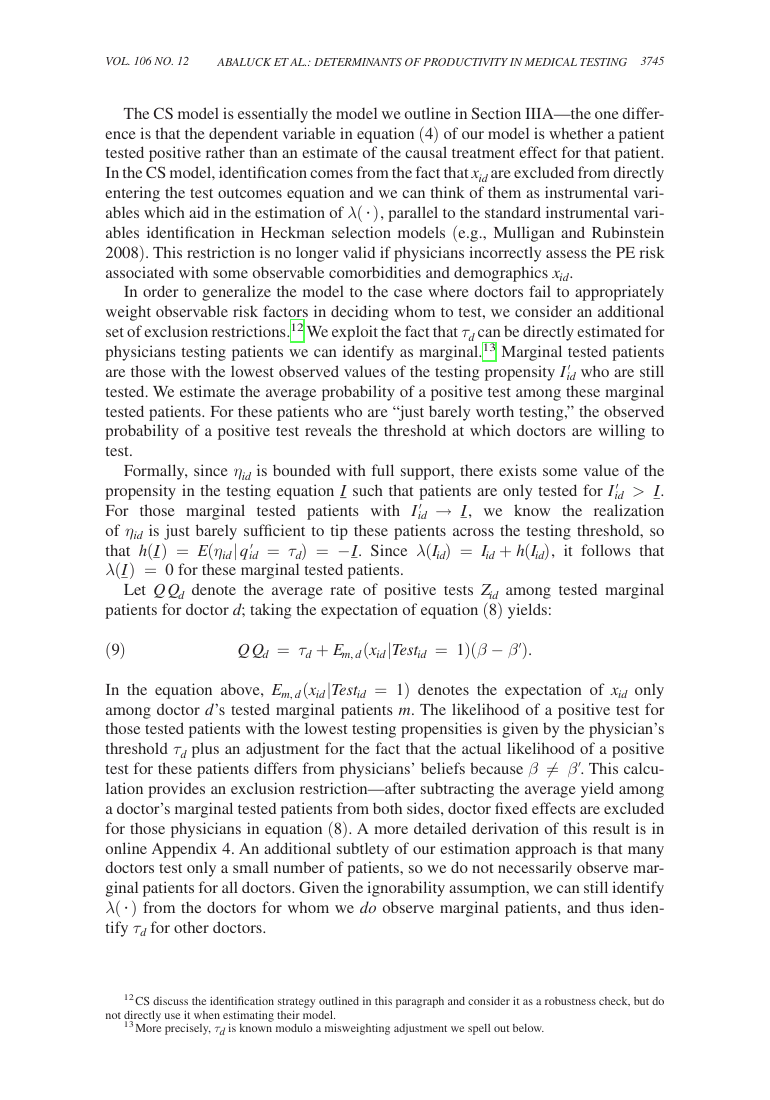 VOL. 106 NO. 12 ABALUCK ET AL.: DETERMINANTS OF PRODUCTIVITY IN MEDICAL TESTING 3745
The CS model is essentially the model we outline in Section IIIA—the one differ-
ence is that the dependent variable in equation (4) of our model is whether a patient
tested positive rather than an estimate of the causal treatment effect for that patient.
In the CS model, identification comes from the fact that x_id are excluded from directly
entering the test outcomes equation and we can think of them as instrumental vari-
ables which aid in the estimation of λ(·), parallel to the standard instrumental vari-
ables identification in Heckman selection models (e.g., Mulligan and Rubinstein
2008). This restriction is no longer valid if physicians incorrectly assess the PE risk
associated with some observable comorbidities and demographics x_id.
In order to generalize the model to the case where doctors fail to appropriately
weight observable risk factors in deciding whom to test, we consider an additional
set of exclusion restrictions.12 We exploit the fact that τ_d can be directly estimated for
physicians testing patients we can identify as marginal.13 Marginal tested patients
are those with the lowest observed values of the testing propensity I′_id who are still
tested. We estimate the average probability of a positive test among these marginal
tested patients. For these patients who are “just barely worth testing,” the observed
probability of a positive test reveals the threshold at which doctors are willing to
test.
Formally, since η_id is bounded with full support, there exists some value of the
propensity in the testing equation I̲ such that patients are only tested for I′_id > I̲.
For those marginal tested patients with I′_id → I̲, we know the realization
of η_id is just barely sufficient to tip these patients across the testing threshold, so
that h(I̲) = E(η_id | q′_id = τ_d) = −I̲. Since λ(I_id) = I_id + h(I_id), it follows that
λ(I̲) = 0 for these marginal tested patients.
Let QQ_d denote the average rate of positive tests Z_id among tested marginal
patients for doctor d; taking the expectation of equation (8) yields:
(9) QQ_d = τ_d + E_m,d(x_id|Test_id = 1)(β − β′).
In the equation above, E_m,d(x_id|Test_id = 1) denotes the expectation of x_id only
among doctor d’s tested marginal patients m. The likelihood of a positive test for
those tested patients with the lowest testing propensities is given by the physician’s
threshold τ_d plus an adjustment for the fact that the actual likelihood of a positive
test for these patients differs from physicians’ beliefs because β ≠ β′. This calcu-
lation provides an exclusion restriction—after subtracting the average yield among
a doctor’s marginal tested patients from both sides, doctor fixed effects are excluded
for those physicians in equation (8). A more detailed derivation of this result is in
online Appendix 4. An additional subtlety of our estimation approach is that many
doctors test only a small number of patients, so we do not necessarily observe mar-
ginal patients for all doctors. Given the ignorability assumption, we can still identify
λ(·) from the doctors for whom we do observe marginal patients, and thus iden-
tify τ_d for other doctors.
12 CS discuss the identification strategy outlined in this paragraph and consider it as a robustness check, but do
not directly use it when estimating their model.
13 More precisely, τ_d is known modulo a misweighting adjustment we spell out below.